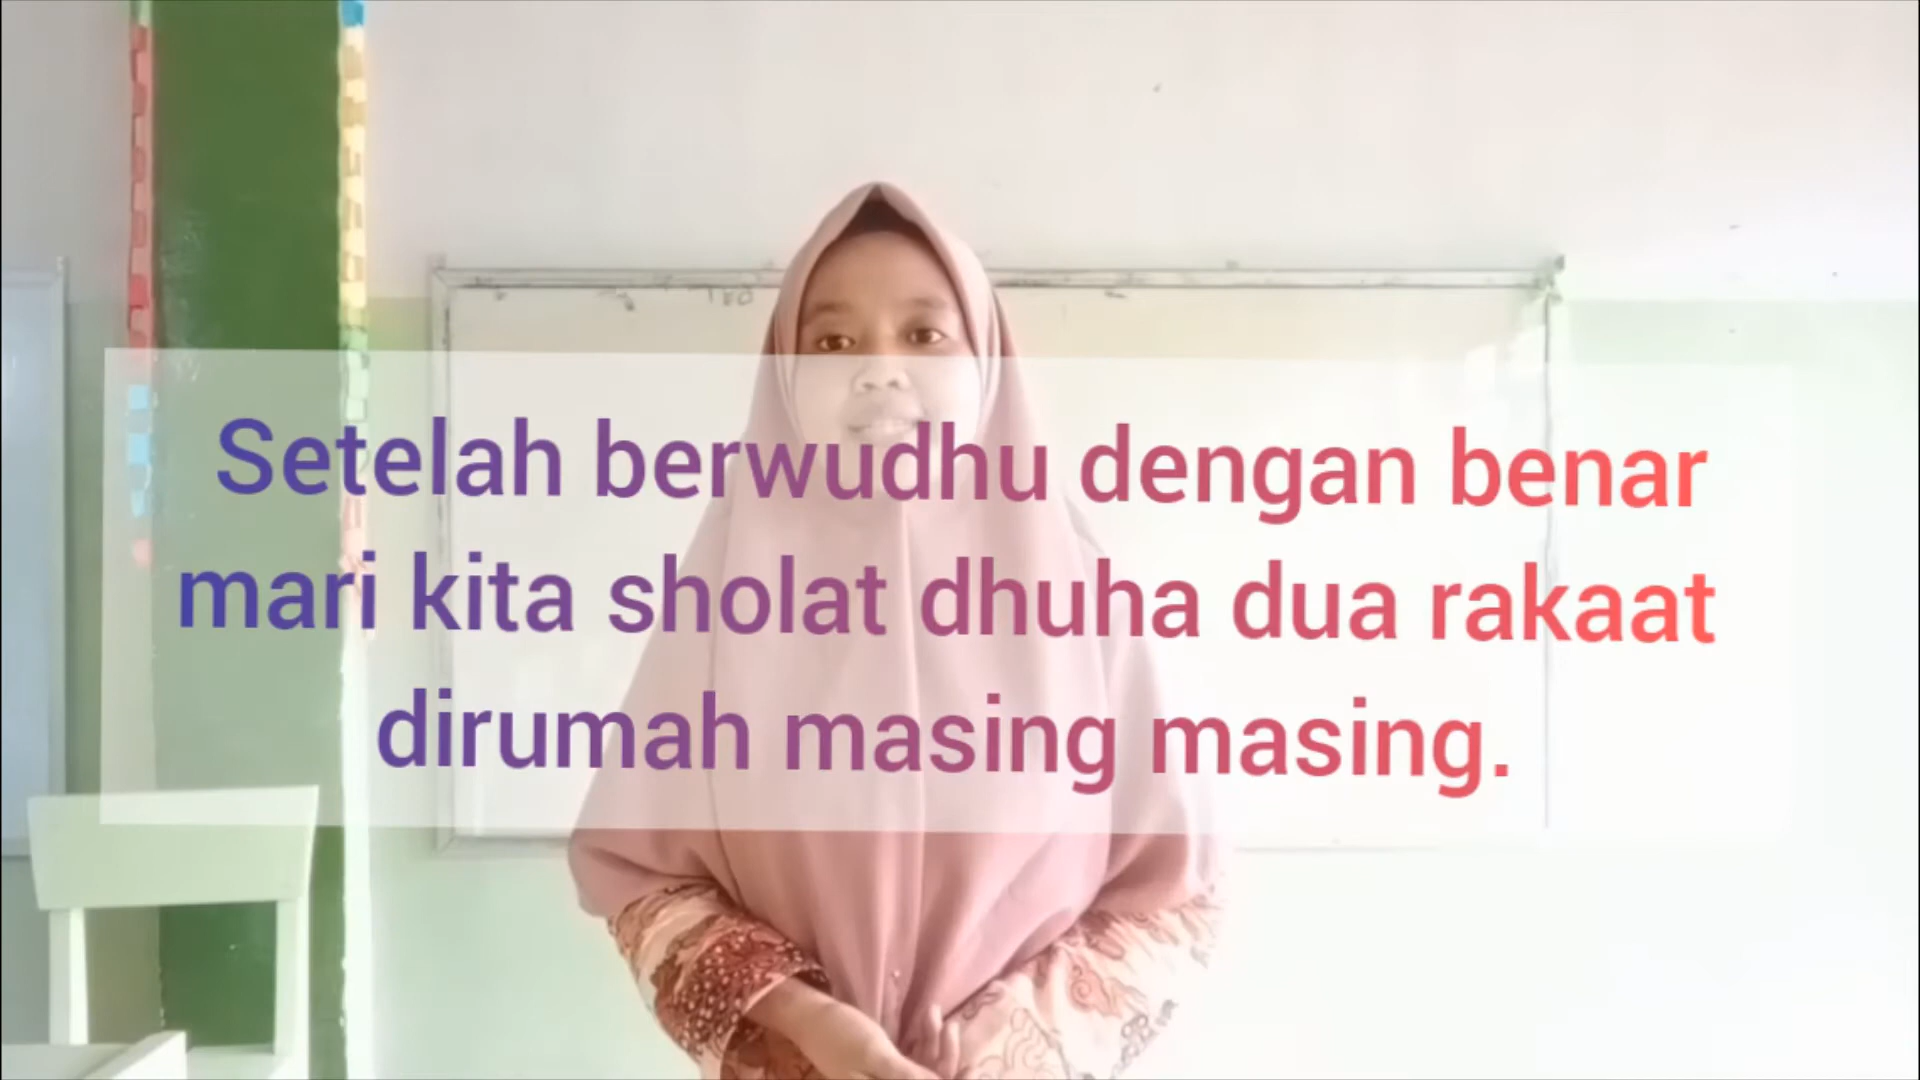 Setelah berwudhu dengan benar
mari kita sholat dhuha dua rakaat
dirumah masing masing.